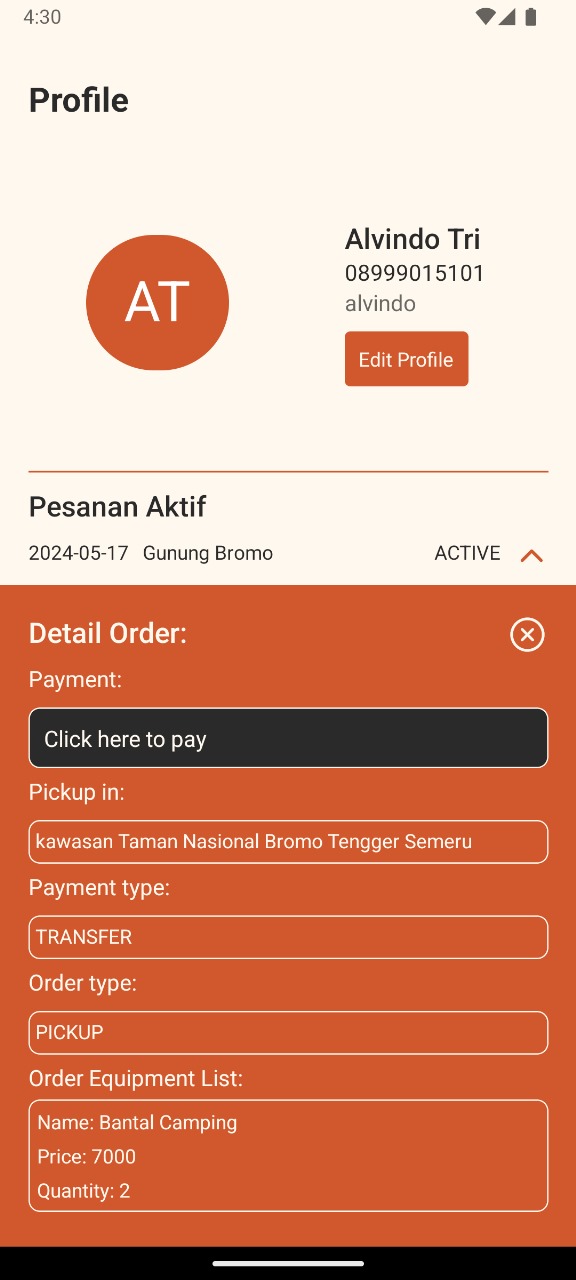 4:30
Profile
AT
Alvindo Tri
08999015101
alvindo
Edit Profile
Pesanan Aktif
2024-05-17 Gunung Bromo ACTIVE
Detail Order:
Payment:
Click here to pay
Pickup in:
kawasan Taman Nasional Bromo Tengger Semeru
Payment type:
TRANSFER
Order type:
PICKUP
Order Equipment List:
Name: Bantal Camping
Price: 7000
Quantity: 2